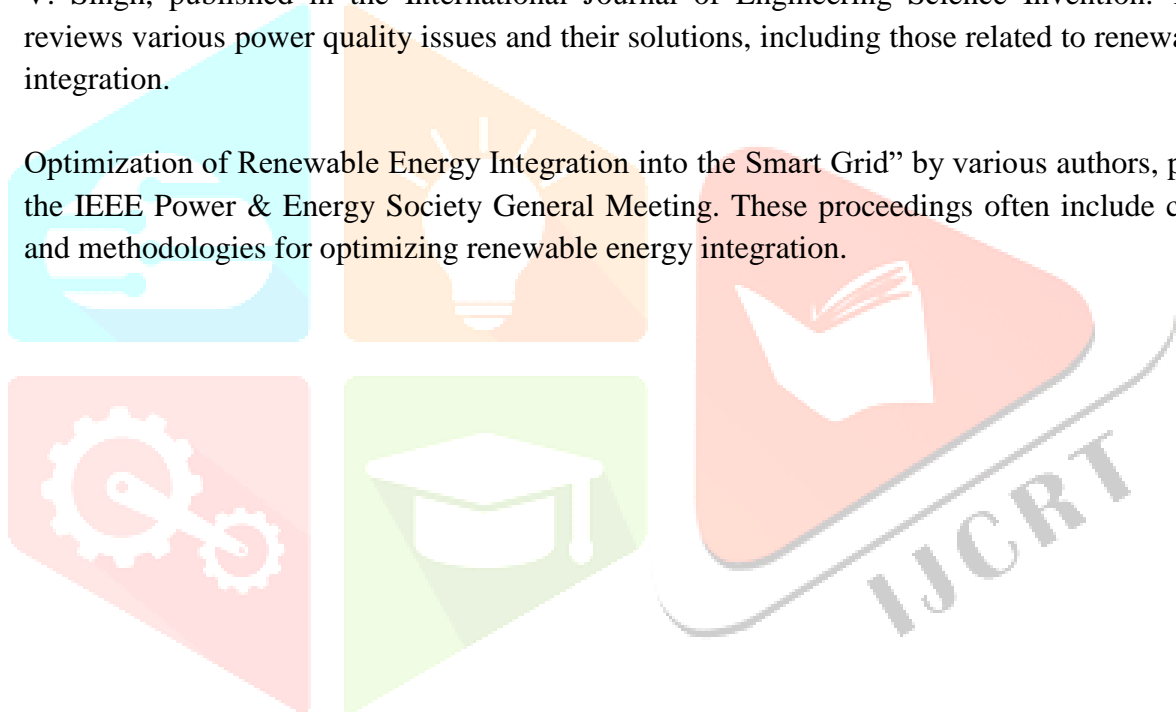 V. Singh, published in the International Journal of Engineering Science Invention.
reviews various power quality issues and their solutions, including those related to
integration.
Optimization of Renewable Energy Integration into the Smart Grid” by various authors,
the IEEE Power & Energy Society General Meeting. These proceedings often include
and methodologies for optimizing renewable energy integration.
IJCRT